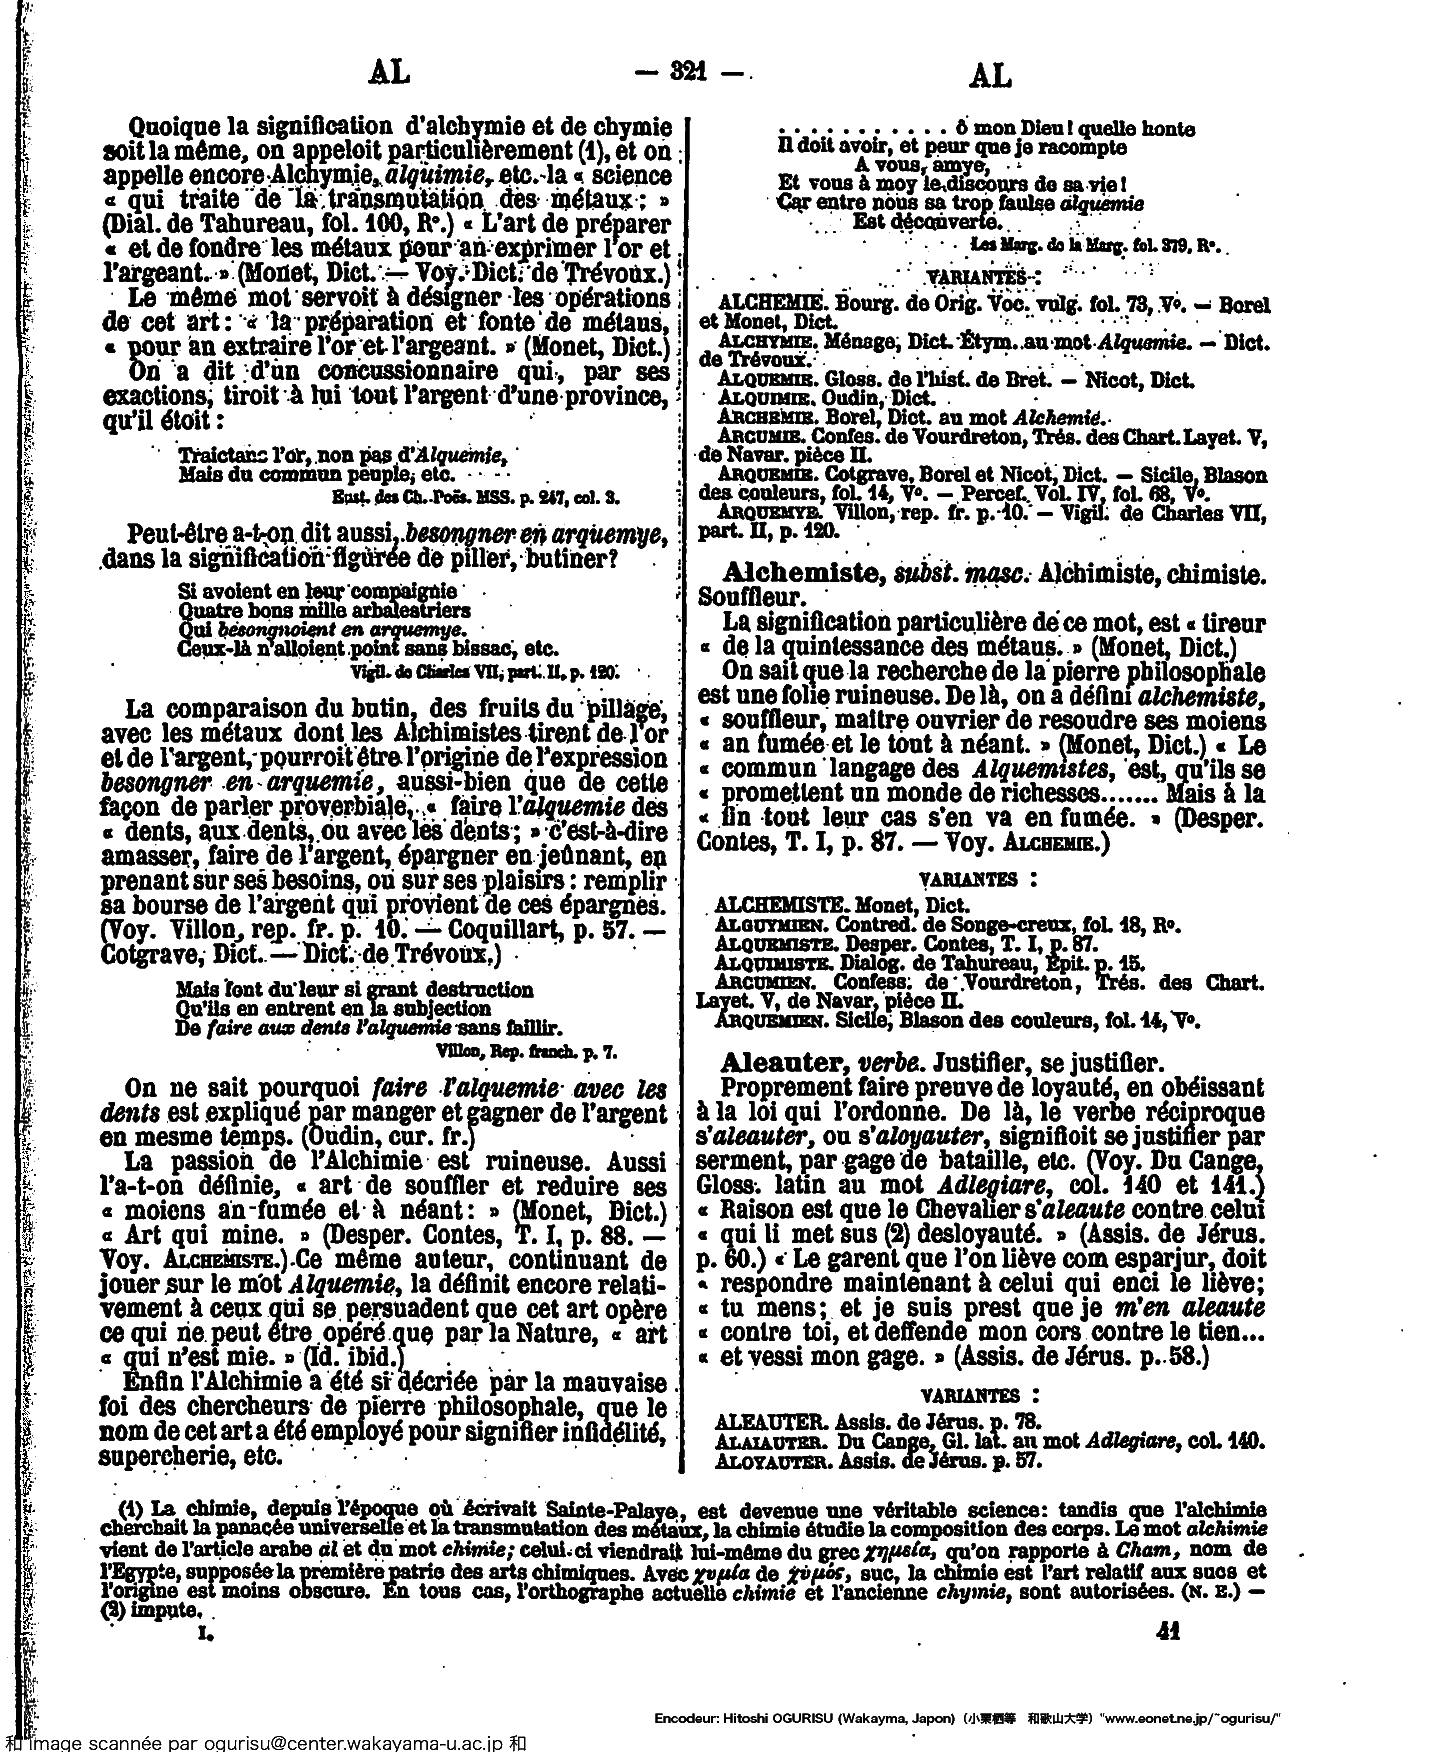 AL
— 321 —
AL
Quoique la signification d'alchymie et de chymie
soit la même, on appeloit particulièrement (1), et on
appelle encore Alchymie, alquimie, etc. la « science
« qui traite de la transmutation des métaux ; »
(Dial. de Tahureau, fol. 100, R°.) « L'art de préparer
« et de fondre les métaux pour an exprimer l'or et
l'argeant. » (Monet, Dict. — Voy. Dict. de Trévoux.)
Le même mot servoit à désigner les opérations
de cet art : « la préparation et fonte de métaus,
« pour an extraire l'or et l'argeant. » (Monet, Dict.)
On a dit d'un concussionnaire qui, par ses
exactions, tiroit à lui tout l'argent d'une province,
qu'il étoit :
Traictans l'or, non pas d'Alquemie,
Mais du commun peuple, etc.
Eust. des Ch. Poës. MSS. p. 247, col. 3.
Peut-être a-t-on dit aussi, besongner en arquemye,
dans la signification figurée de piller, butiner?
Si avoient en leur compaignie
Quatre bons mille arbalestriers
Qui besongnoient en arquemye.
Ceux-là n'alloient point sans bissac, etc.
Vigil. de Charles VII, part. II, p. 120.
La comparaison du butin, des fruits du pillage,
avec les métaux dont les Alchimistes tirent de l'or
et de l'argent, pourroit être l'origine de l'expression
besongner en arquemie, aussi-bien que de cette
façon de parler proverbiale, « faire l'alquemie des
« dents, aux dents, ou avec les dents ; » c'est-à-dire
amasser, faire de l'argent, épargner en jeûnant, en
prenant sur ses besoins, ou sur ses plaisirs : remplir
sa bourse de l'argent qui provient de ces épargnes.
(Voy. Villon, rep. fr. p. 10. — Coquillart, p. 57. —
Cotgrave, Dict. — Dict. de Trévoux.)
Mais font du leur si grant destruction
Qu'ils en entrent en la subjection
De faire aux dents l'alquemie sans faillir.
Villon, Rep. franch. p. 7.
On ne sait pourquoi faire l'alquemie avec les
dents est expliqué par manger et gagner de l'argent
en mesme temps. (Oudin, cur. fr.)
La passion de l'Alchimie est ruineuse. Aussi
l'a-t-on définie, « art de souffler et reduire ses
« moiens an fumée et à néant : » (Monet, Dict.)
« Art qui mine. » (Desper. Contes, T. I, p. 88. —
Voy. ALCHEMISTE.) Ce même auteur, continuant de
jouer sur le mot Alquemie, la définit encore relati-
vement à ceux qui se persuadent que cet art opère
ce qui ne peut être opéré que par la Nature, « art
« qui n'est mie. » (Id. ibid.)
Enfin l'Alchimie a été si décriée par la mauvaise
foi des chercheurs de pierre philosophale, que le
nom de cet art a été employé pour signifier infidélité,
supercherie, etc.
. . . . . . . . . . . . ô mon Dieu ! quelle honte
Il doit avoir, et peur que je racompte
A vous, amye,
Et vous à moy le discours de sa vie !
Car entre nous sa trop faulse alquemie
Est découverte.
Les Marg. de la Marg. fol. 379, R°.
VARIANTES :
ALCHEMIE. Bourg. de Orig. Voc. vulg. fol. 73, V°. — Borel
et Monet, Dict.
ALCHYMIE. Ménage, Dict. Étym. au mot Alquemie. — Dict.
de Trévoux.
ALQUEMIE. Gloss. de l'hist. de Bret. — Nicot, Dict.
ALQUIMIE. Oudin, Dict.
ARCHEMIE. Borel, Dict. au mot Alchemie.
ARCUMIE. Confes. de Vourdreton, Trés. des Chart. Layet. V,
de Navar. pièce II.
ARQUEMIE. Cotgrave, Borel et Nicot, Dict. — Sicile, Blason
des couleurs, fol. 14, V°. — Percef. Vol. IV, fol. 68, V°.
ARQUEMYE. Villon, rep. fr. p. 10. — Vigil. de Charles VII,
part. II, p. 120.
Alchemiste, subst. masc. Alchimiste, chimiste.
Souffleur.
La signification particulière de ce mot, est « tireur
« de la quintessance des métaus. » (Monet, Dict.)
On sait que la recherche de la pierre philosophale
est une folie ruineuse. De là, on a défini alchemiste,
« souffleur, maître ouvrier de resoudre ses moiens
« an fumée et le tout à néant. » (Monet, Dict.) « Le
« commun langage des Alquemistes, est, qu'ils se
« promettent un monde de richesses....... Mais à la
« fin tout leur cas s'en va en fumée. » (Desper.
Contes, T. I, p. 87. — Voy. ALCHEMIE.)
VARIANTES :
ALCHEMISTE. Monet, Dict.
ALGUYMIEN. Contred. de Songe-creux, fol. 18, R°.
ALQUEMISTE. Desper. Contes, T. I, p. 87.
ALQUIMISTE. Dialog. de Tahureau, Épit. p. 15.
ARCUMIEN. Confess. de Vourdreton, Trés. des Chart.
Layet. V, de Navar, pièce II.
ARQUEMIEN. Sicile, Blason des couleurs, fol. 14, V°.
Aleauter, verbe. Justifier, se justifier.
Proprement faire preuve de loyauté, en obéissant
à la loi qui l'ordonne. De là, le verbe réciproque
s'aleauter, ou s'aloyauter, signifioit se justifier par
serment, par gage de bataille, etc. (Voy. Du Cange,
Gloss. latin au mot Adlegiare, col. 140 et 141.)
« Raison est que le Chevalier s'aleaute contre celui
« qui li met sus (2) desloyauté. » (Assis. de Jérus.
p. 60.) « Le garent que l'on liève com esparjur, doit
« respondre maintenant à celui qui enci le liève ;
« tu mens ; et je suis prest que je m'en aleaute
« contre toi, et deffende mon cors contre le tien...
« et vessi mon gage. » (Assis. de Jérus. p. 58.)
VARIANTES :
ALEAUTER. Assis. de Jérus. p. 78.
ALAIAUTER. Du Cange, Gl. lat. au mot Adlegiare, col. 140.
ALOYAUTER. Assis. de Jérus. p. 57.
(1) La chimie, depuis l'époque où écrivait Sainte-Palaye, est devenue une véritable science : tandis que l'alchimie
cherchait la panacée universelle et la transmutation des métaux, la chimie étudie la composition des corps. Le mot alchimie
vient de l'article arabe al et du mot chimie ; celui-ci viendrait lui-même du grec χημεία, qu'on rapporte à Cham, nom de
l'Egypte, supposée la première patrie des arts chimiques. Avec χυμία de χὺμός, suc, la chimie est l'art relatif aux sucs et
l'origine est moins obscure. En tous cas, l'orthographe actuelle chimie et l'ancienne chymie, sont autorisées. (N. E.) —
(2) impute.
I.
41
Encodeur: Hitoshi OGURISU (Wakayma, Japon) (小栗栖等 和歌山大学) "www.eonet.ne.jp/~ogurisu/"
和 image scannée par ogurisu@center.wakayama-u.ac.jp 和